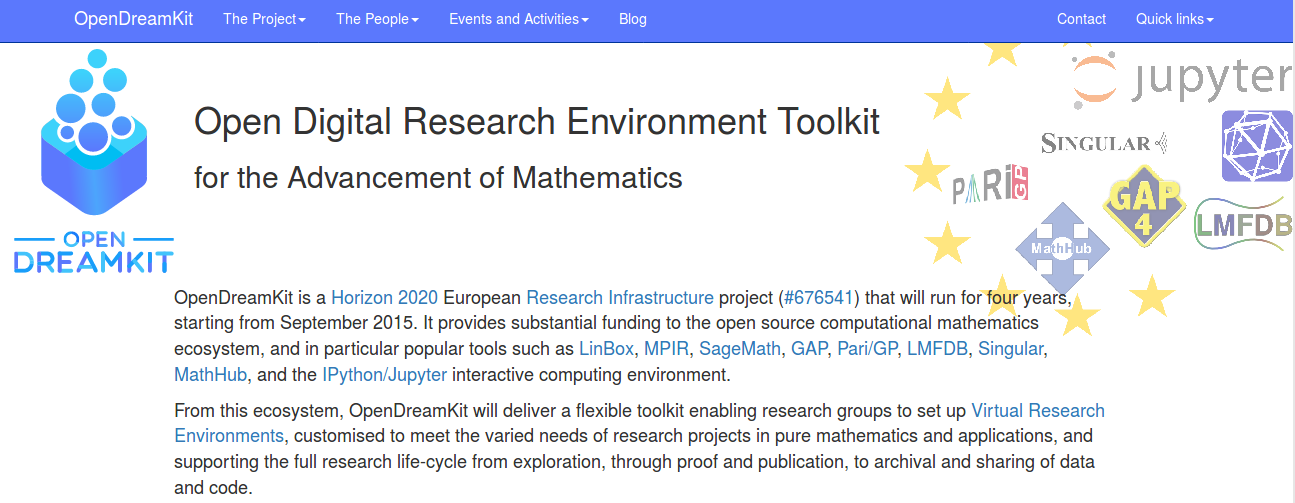 OpenDreamKit The Project The People Events and Activities Blog Contact Quick links
jupyter
Open Digital Research Environment Toolkit
SINGULAR
for the Advancement of Mathematics
PARI GP
GAP
4
LMFDB
MathHub
OPEN
DREAMKIT
OpenDreamKit is a Horizon 2020 European Research Infrastructure project (#676541) that will run for four years,
starting from September 2015. It provides substantial funding to the open source computational mathematics
ecosystem, and in particular popular tools such as LinBox, MPIR, SageMath, GAP, Pari/GP, LMFDB, Singular,
MathHub, and the IPython/Jupyter interactive computing environment.
From this ecosystem, OpenDreamKit will deliver a flexible toolkit enabling research groups to set up Virtual Research
Environments, customised to meet the varied needs of research projects in pure mathematics and applications, and
supporting the full research life-cycle from exploration, through proof and publication, to archival and sharing of data
and code.